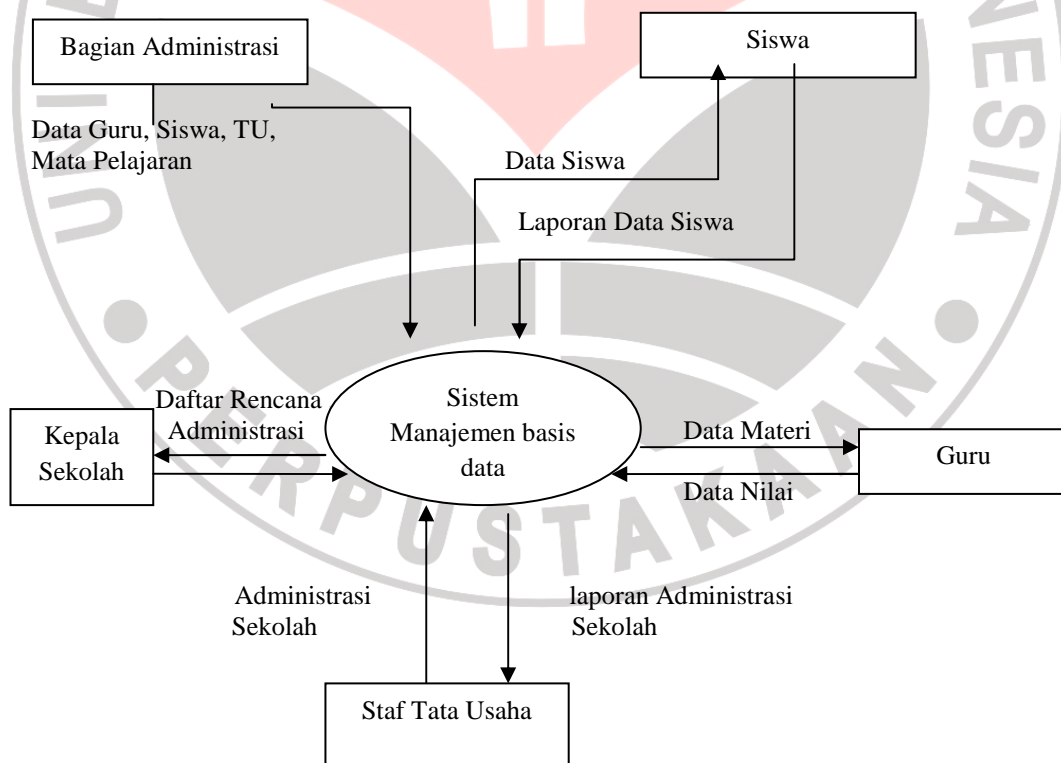 Bagian Administrasi
Siswa
Data Guru, Siswa, TU,
Mata Pelajaran
Data Siswa
Laporan Data Siswa
Daftar Rencana
Administrasi
Kepala
Sekolah
Sistem
Manajemen basis
data
Data Materi
Data Nilai
Guru
Administrasi
Sekolah
laporan Administrasi
Sekolah
Staf Tata Usaha
PERPUSTAKAAN